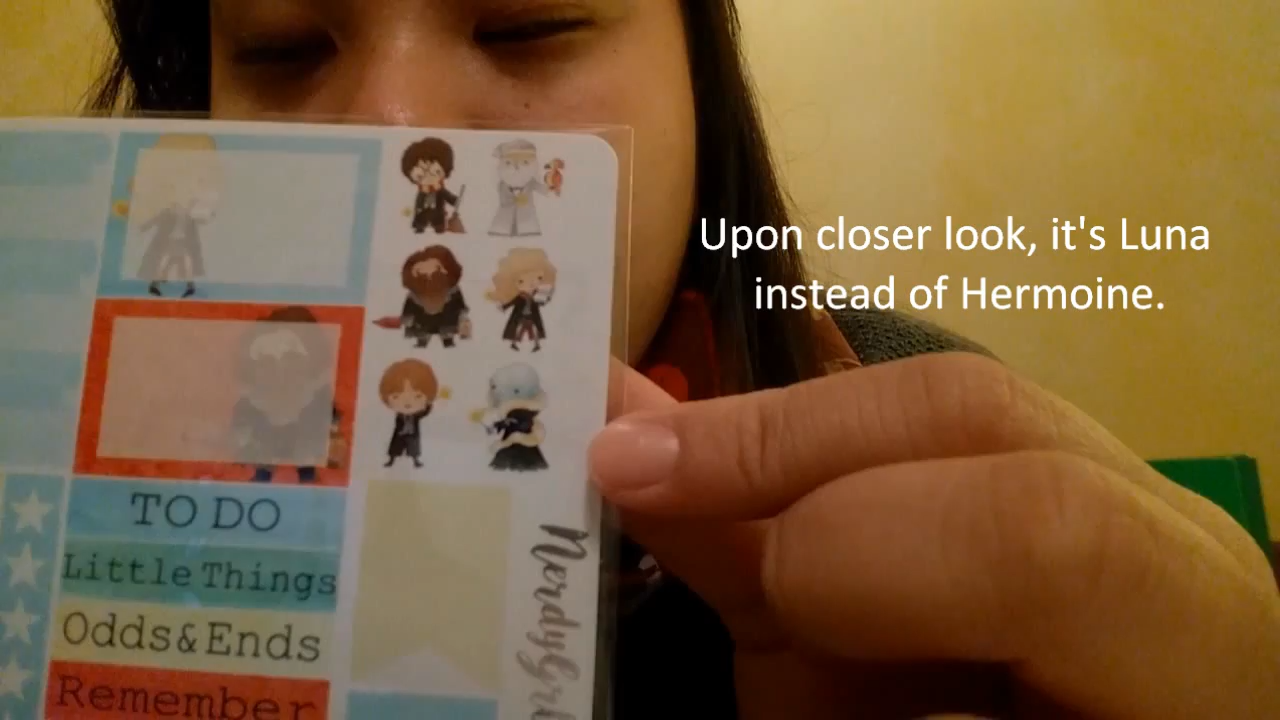 Upon closer look, it's Luna
instead of Hermoine.
TO DO
Little Things
Odds&Ends
Remember